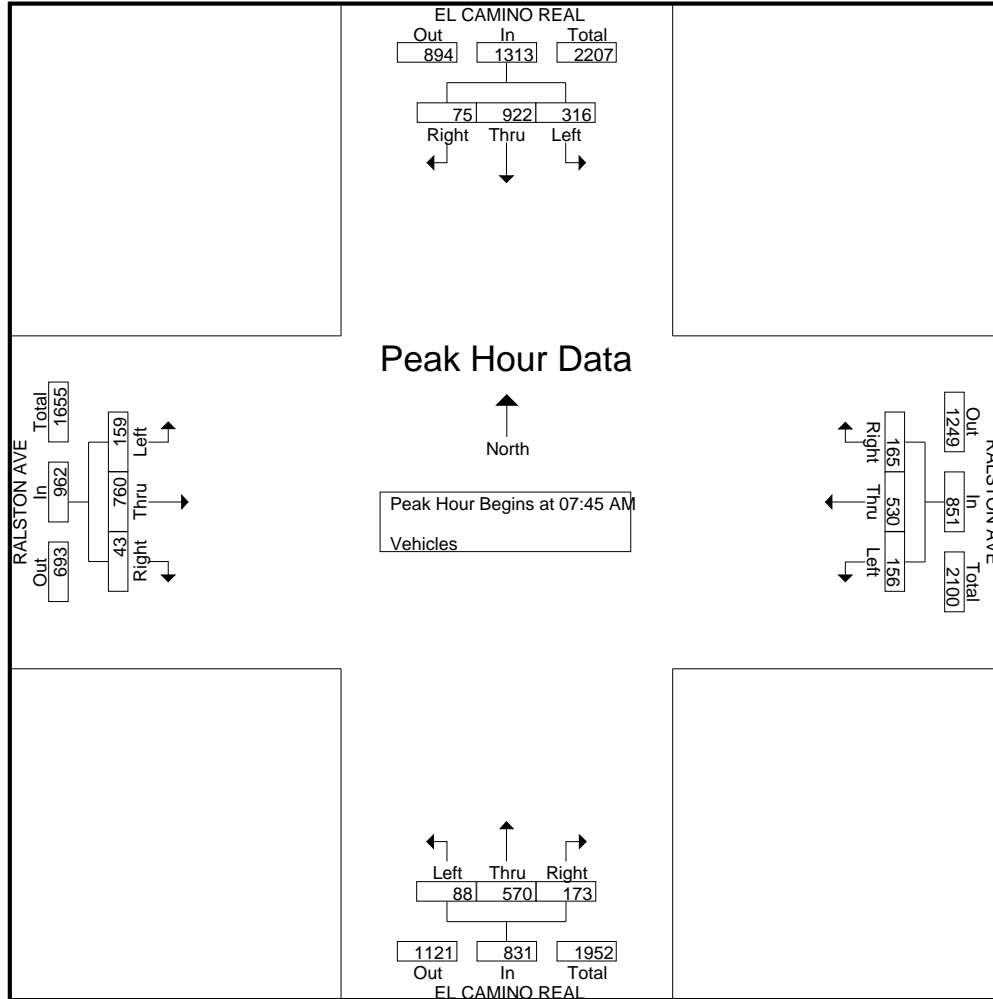 EL CAMINO REAL
Out In Total
894 1313 2207
75 922 316
Right Thru Left
Peak Hour Data
North
Peak Hour Begins at 07:45 AM
Vehicles
RALSTON AVE
Out In Total
693 962 1655
43 760 159
Right Thru Left
RALSTON AVE
Out In Total
1249 851 2100
165 530 156
Right Thru Left
Left Thru Right
88 570 173
1121 831 1952
Out In Total
EL CAMINO REAL